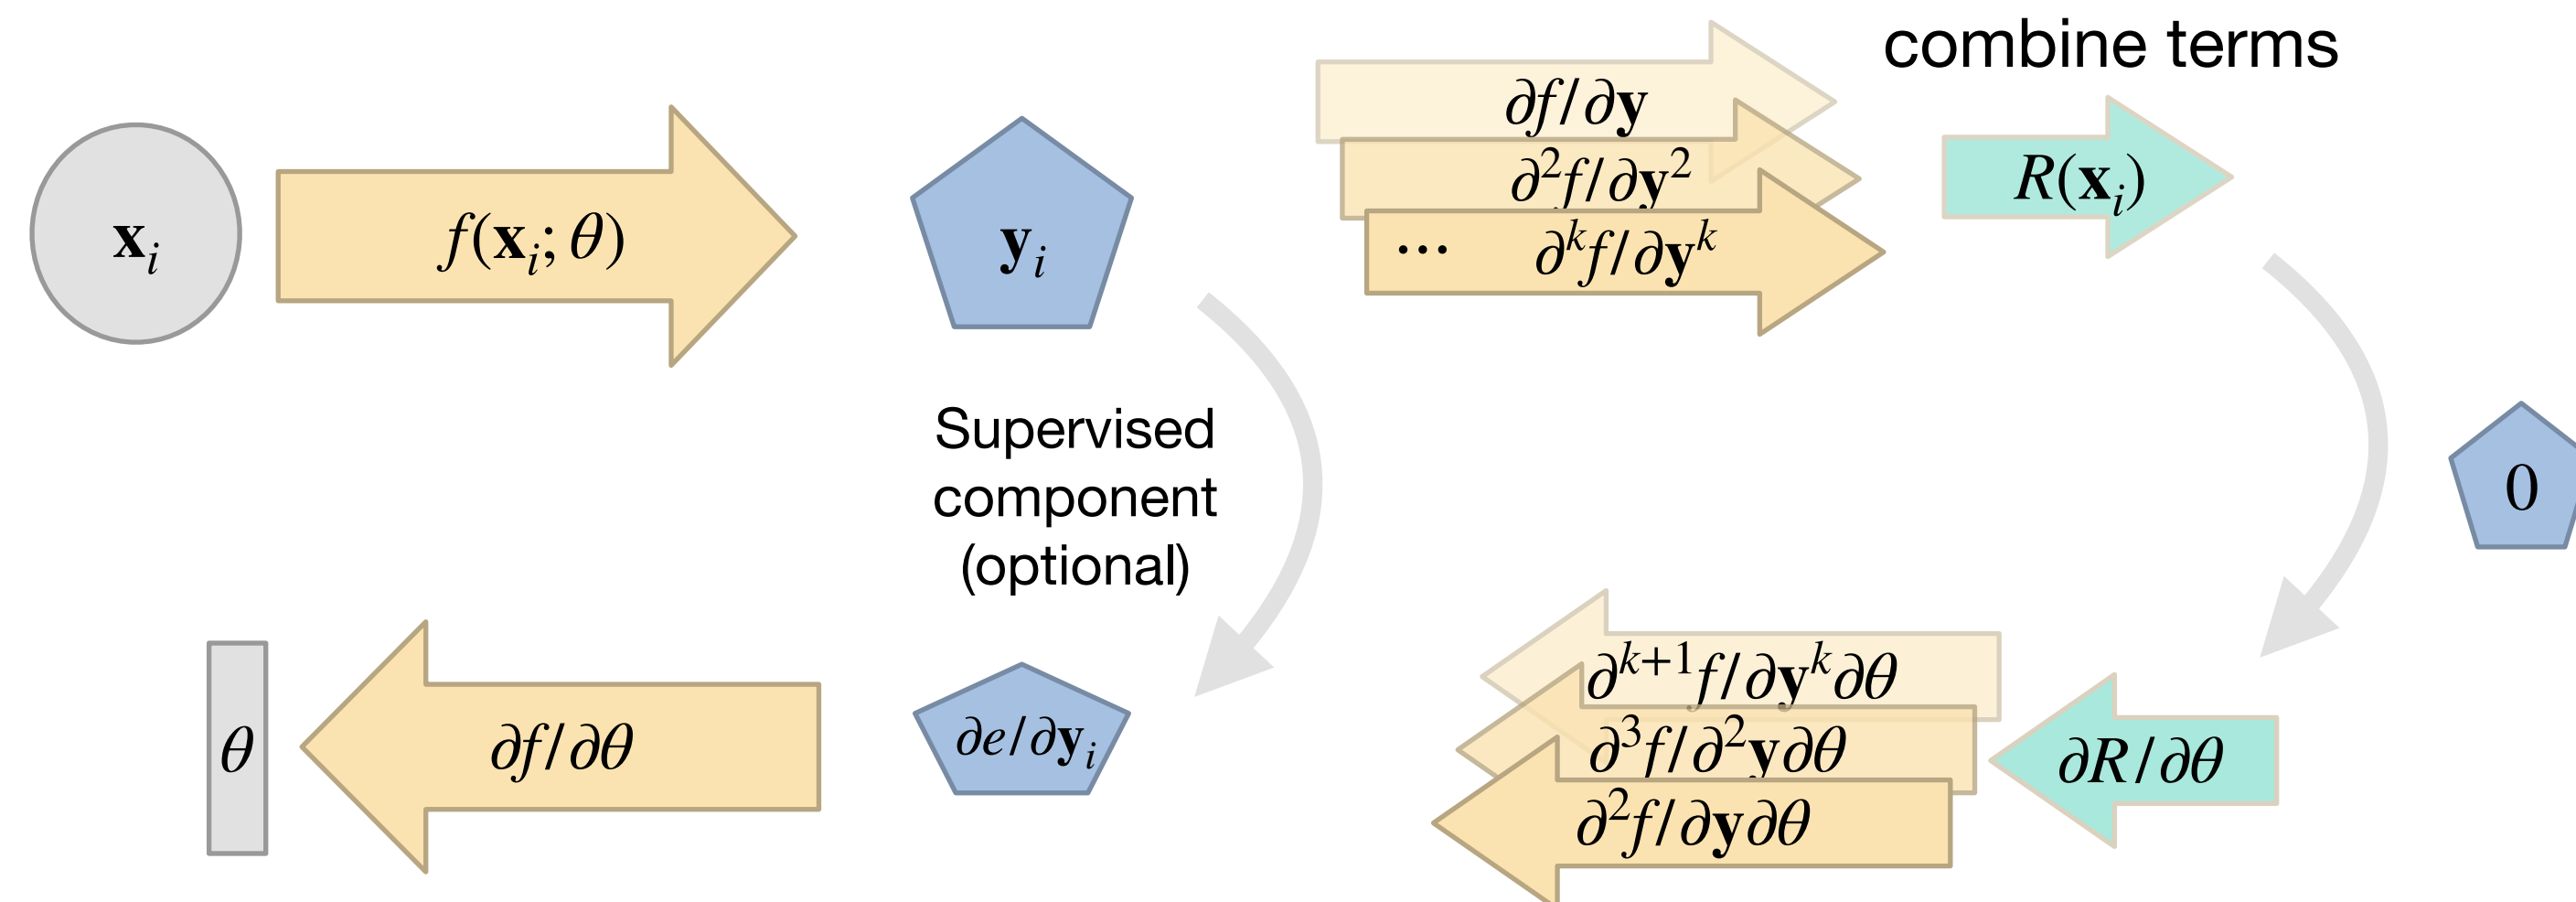 combine terms
∂f/∂y
∂²f/∂y²
… ∂ᵏf/∂yᵏ
R(xᵢ)
xᵢ
f(xᵢ; θ)
yᵢ
Supervised
component
(optional)
0
θ
∂f/∂θ
∂e/∂yᵢ
∂ᵏ⁺¹f/∂yᵏ∂θ
∂³f/∂²y∂θ
∂²f/∂y∂θ
∂R/∂θ